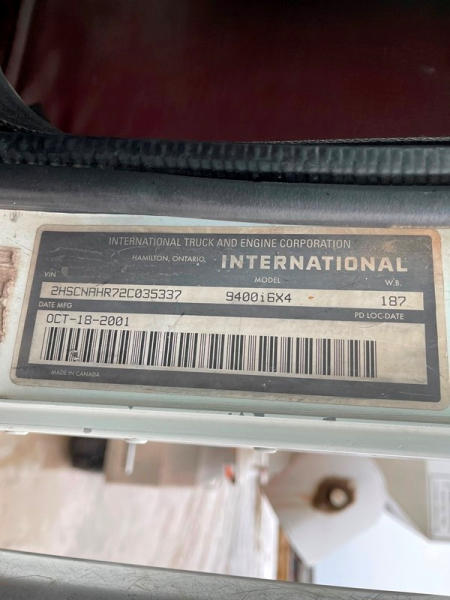 INTERNATIONAL TRUCK AND ENGINE CORPORATION
HAMILTON, ONTARIO, INTERNATIONAL
VIN MODEL W.B.
2HSCNAHR72C035337 9400i6X4 187
DATE MFG PD LOC-DATE
OCT-18-2001
MADE IN CANADA